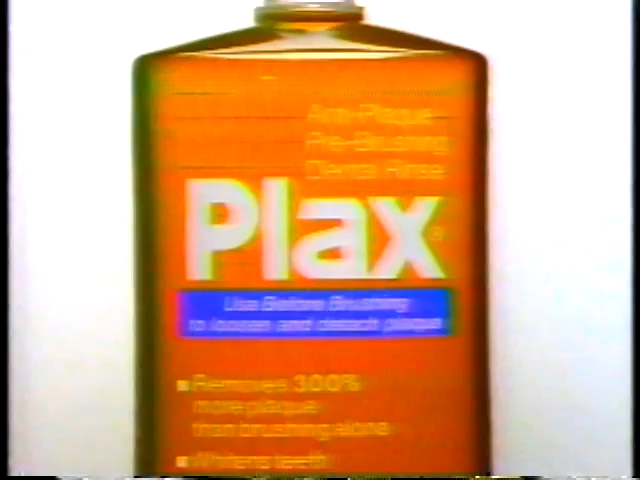 Anti-Plaque
Pre-Brushing
Dental Rinse
Plax®
Use Before Brushing
to loosen and detach plaque
Removes 300%
more plaque
than brushing alone
Whitens teeth